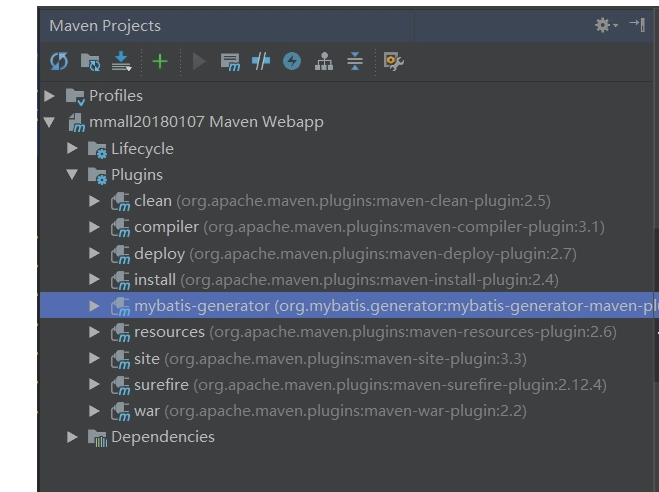 Maven Projects
Profiles
mmall20180107 Maven Webapp
Lifecycle
Plugins
clean (org.apache.maven.plugins:maven-clean-plugin:2.5)
compiler (org.apache.maven.plugins:maven-compiler-plugin:3.1)
deploy (org.apache.maven.plugins:maven-deploy-plugin:2.7)
install (org.apache.maven.plugins:maven-install-plugin:2.4)
mybatis-generator (org.mybatis.generator:mybatis-generator-maven-pl
resources (org.apache.maven.plugins:maven-resources-plugin:2.6)
site (org.apache.maven.plugins:maven-site-plugin:3.3)
surefire (org.apache.maven.plugins:maven-surefire-plugin:2.12.4)
war (org.apache.maven.plugins:maven-war-plugin:2.2)
Dependencies